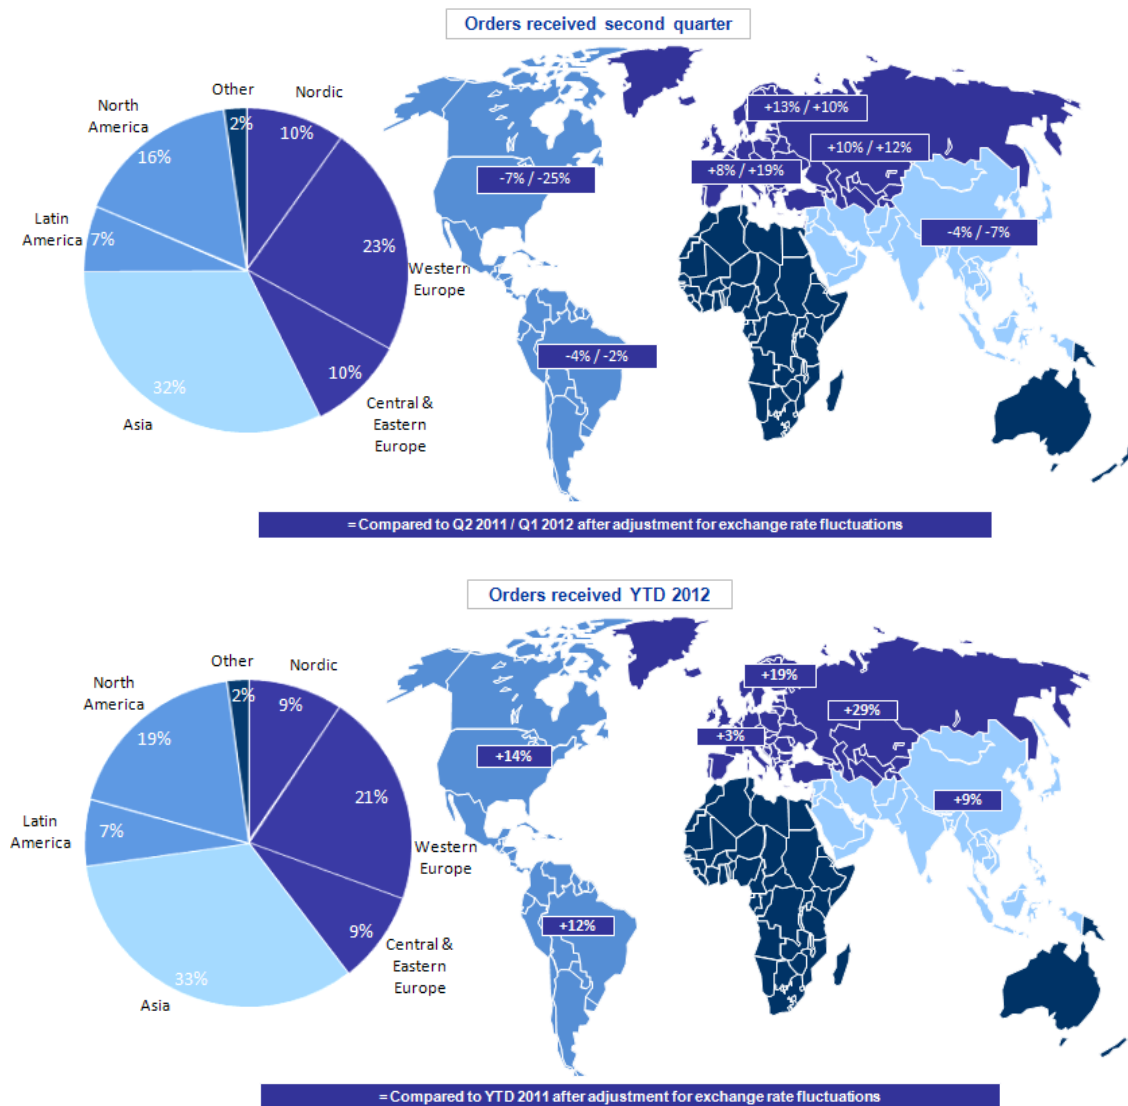 Orders received second quarter
Other
2%
Nordic
10%
North
America
16%
Latin
America
7%
23%
Western
Europe
10%
Central &
Eastern
Europe
32%
Asia
+13% / +10%
+10% / +12%
+8% / +19%
-7% / -25%
-4% / -7%
-4% / -2%
= Compared to Q2 2011 / Q1 2012 after adjustment for exchange rate fluctuations
Orders received YTD 2012
Other
2%
Nordic
9%
North
America
19%
Latin
America
7%
21%
Western
Europe
9%
Central &
Eastern
Europe
33%
Asia
+19%
+29%
+3%
+14%
+9%
+12%
= Compared to YTD 2011 after adjustment for exchange rate fluctuations